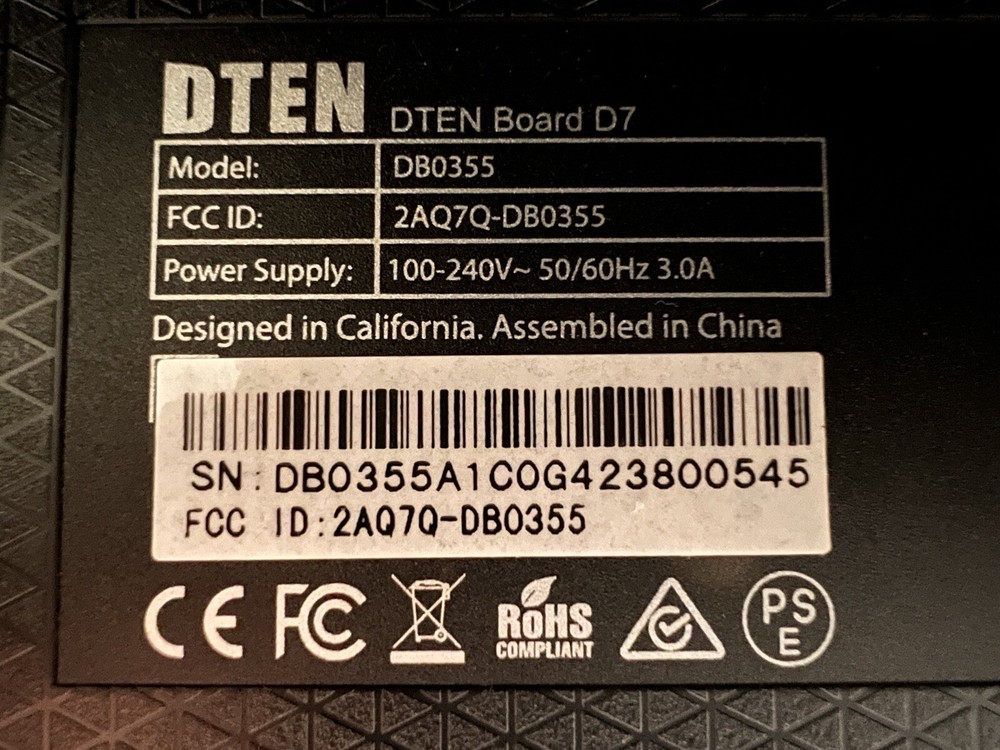 DTEN DTEN Board D7
Model: DB0355
FCC ID: 2AQ7Q-DB0355
Power Supply: 100-240V~ 50/60Hz 3.0A
Designed in California. Assembled in China
SN:DB0355A1C0G423800545
FCC ID:2AQ7Q-DB0355
CE FC RoHS PS
COMPLIANT E